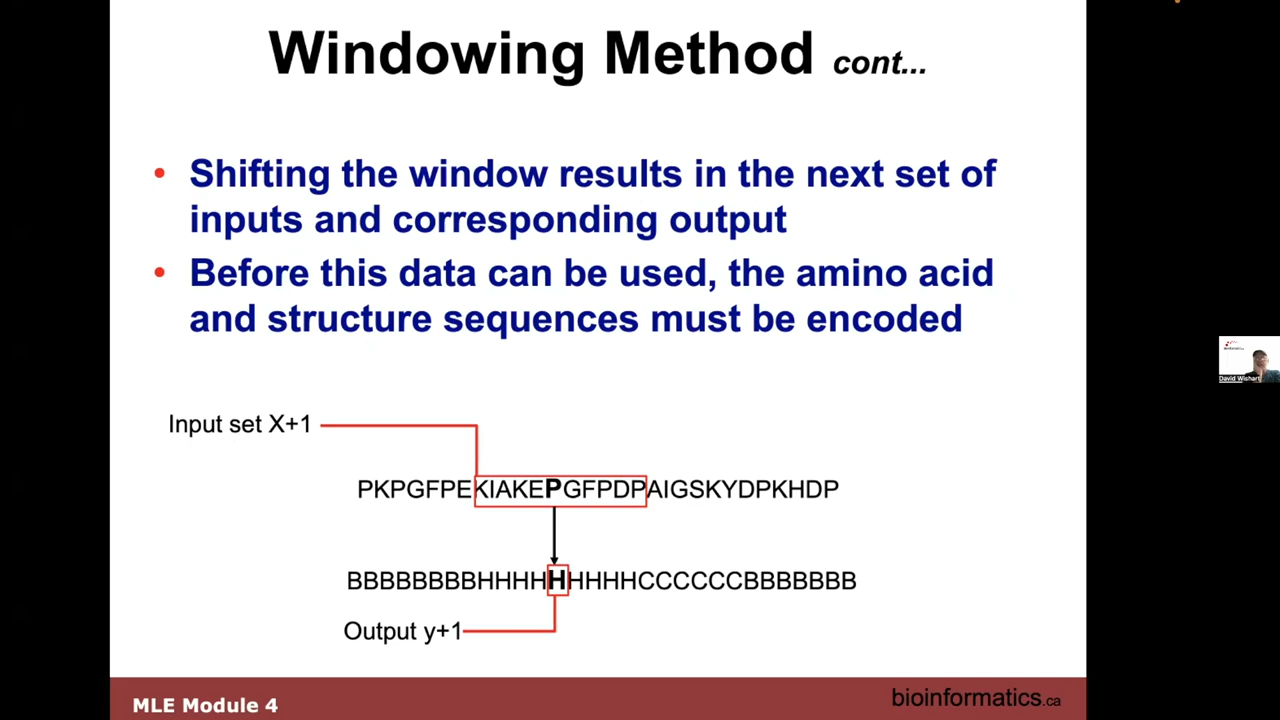 Windowing Method cont...
• Shifting the window results in the next set of
inputs and corresponding output
• Before this data can be used, the amino acid
and structure sequences must be encoded
Input set X+1
PKPGFPEKIAKEPGFPDPAIGSKYDPKHDP
BBBBBBBBHHHHHHHHHCCCCCCBBBBBBB
Output y+1
David Wishart
MLE Module 4
bioinformatics.ca